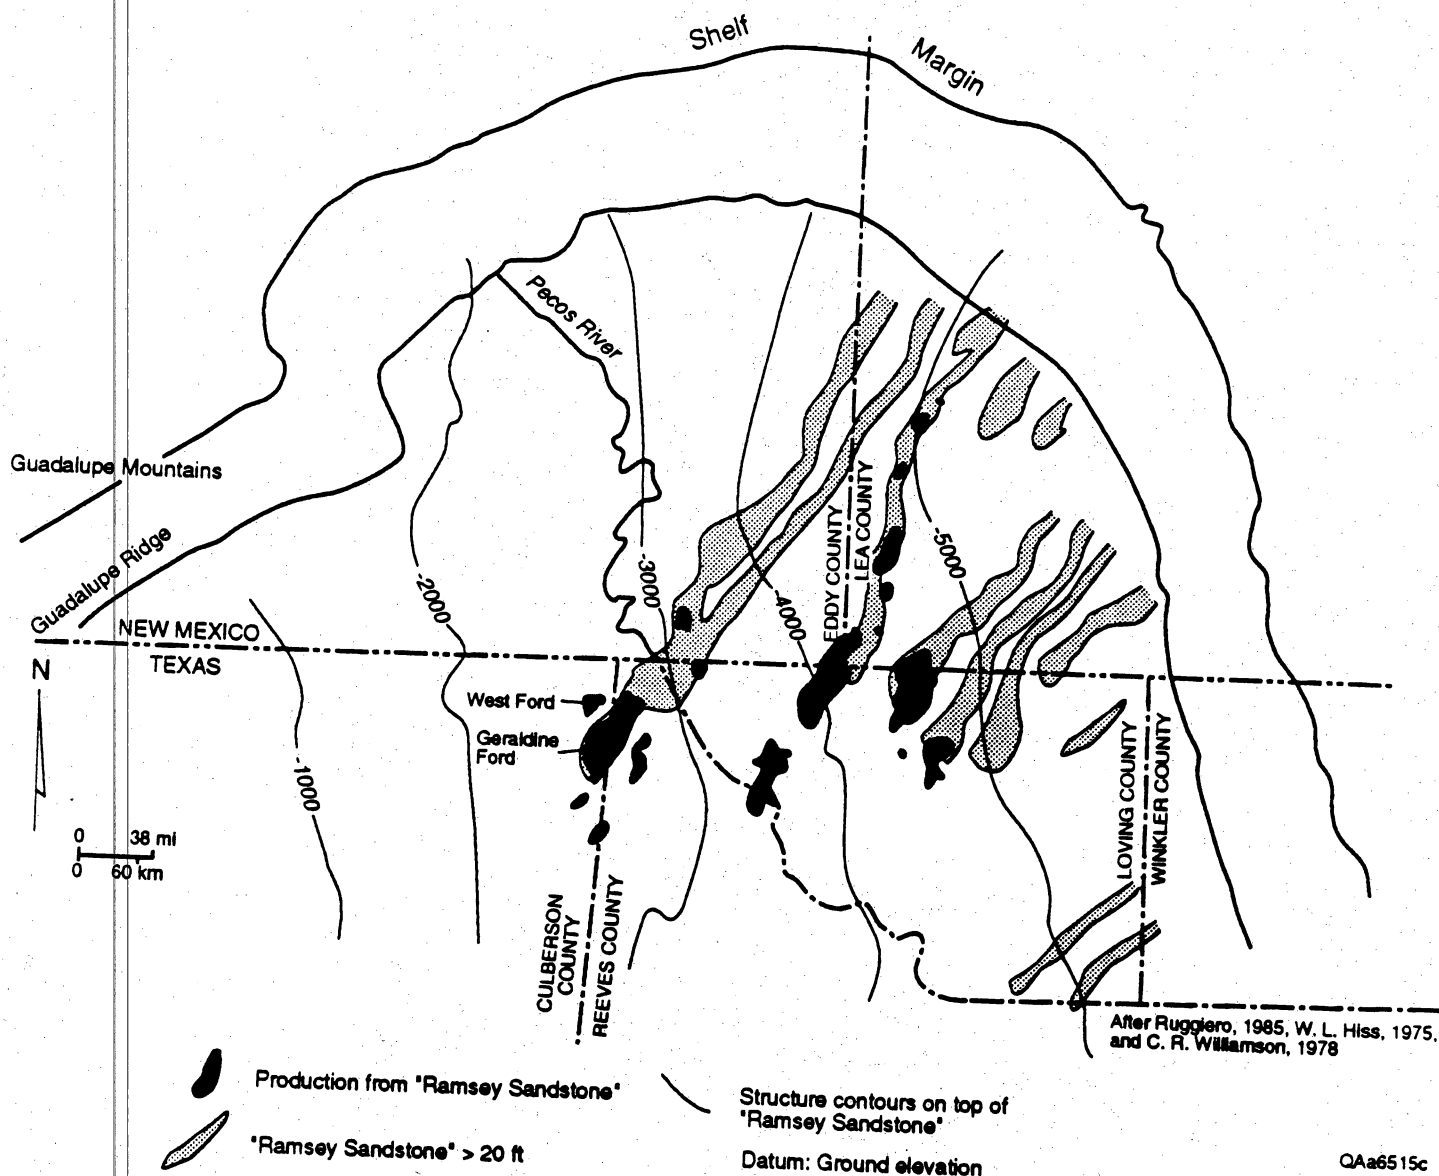 Shelf
Margin
Pecos River
Guadalupe Mountains
Guadalupe Ridge
-3000
-2000
-4000
-5000
EDDY COUNTY
LEA COUNTY
NEW MEXICO
TEXAS
N
West Ford
Geraldine
Ford
-1000
0 38 mi
0 60 km
LOVING COUNTY
WINKLER COUNTY
CULBERSON
COUNTY
REEVES COUNTY
After Ruggiero, 1985, W. L. Hiss, 1975,
and C. R. Williamson, 1978
Production from "Ramsey Sandstone"
"Ramsey Sandstone" > 20 ft
Structure contours on top of
"Ramsey Sandstone"
Datum: Ground elevation
QAa6515c